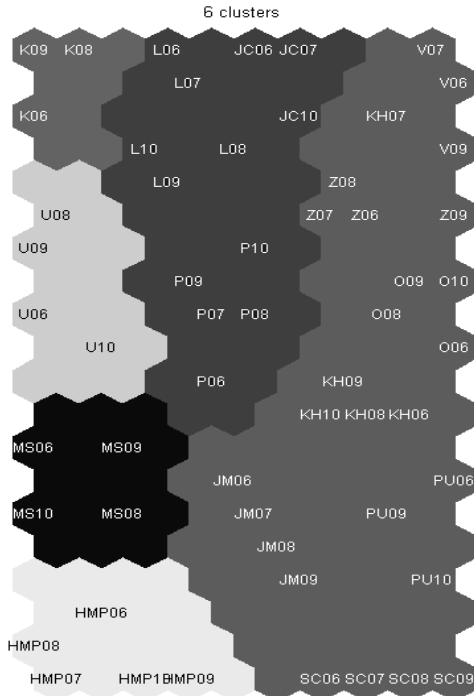 6 clusters
K09 K08 L06 JC06 JC07 V07
L07 V06
K06 JC10 KH07
L10 L08 V09
L09 Z08
U08 Z07 Z06 Z09
U09 P10
P09 O09 O10
U06 P07 P08 O08
U10 O06
P06 KH09
KH10 KH08 KH06
MS06 MS09
JM06 PU06
MS10 MS08 JM07 PU09
JM08
JM09 PU10
HMP06
HMP08
HMP07 HMP1 HMP09 SC06 SC07 SC08 SC09